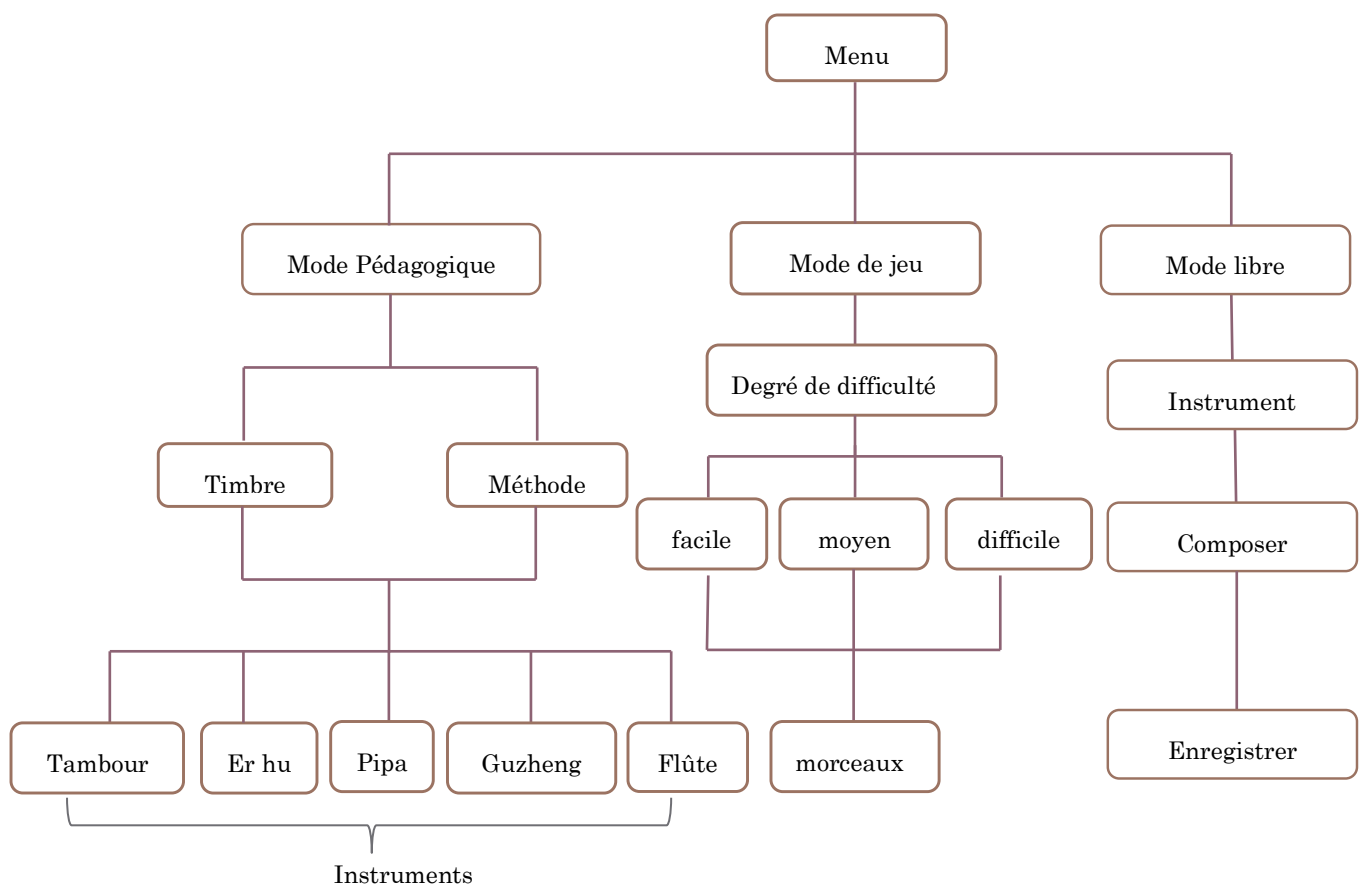 Menu
Mode Pédagogique
Mode de jeu
Mode libre
Degré de difficulté
Instrument
Timbre
Méthode
facile
moyen
difficile
Composer
Tambour
Er hu
Pipa
Guzheng
Flûte
morceaux
Enregistrer
Instruments